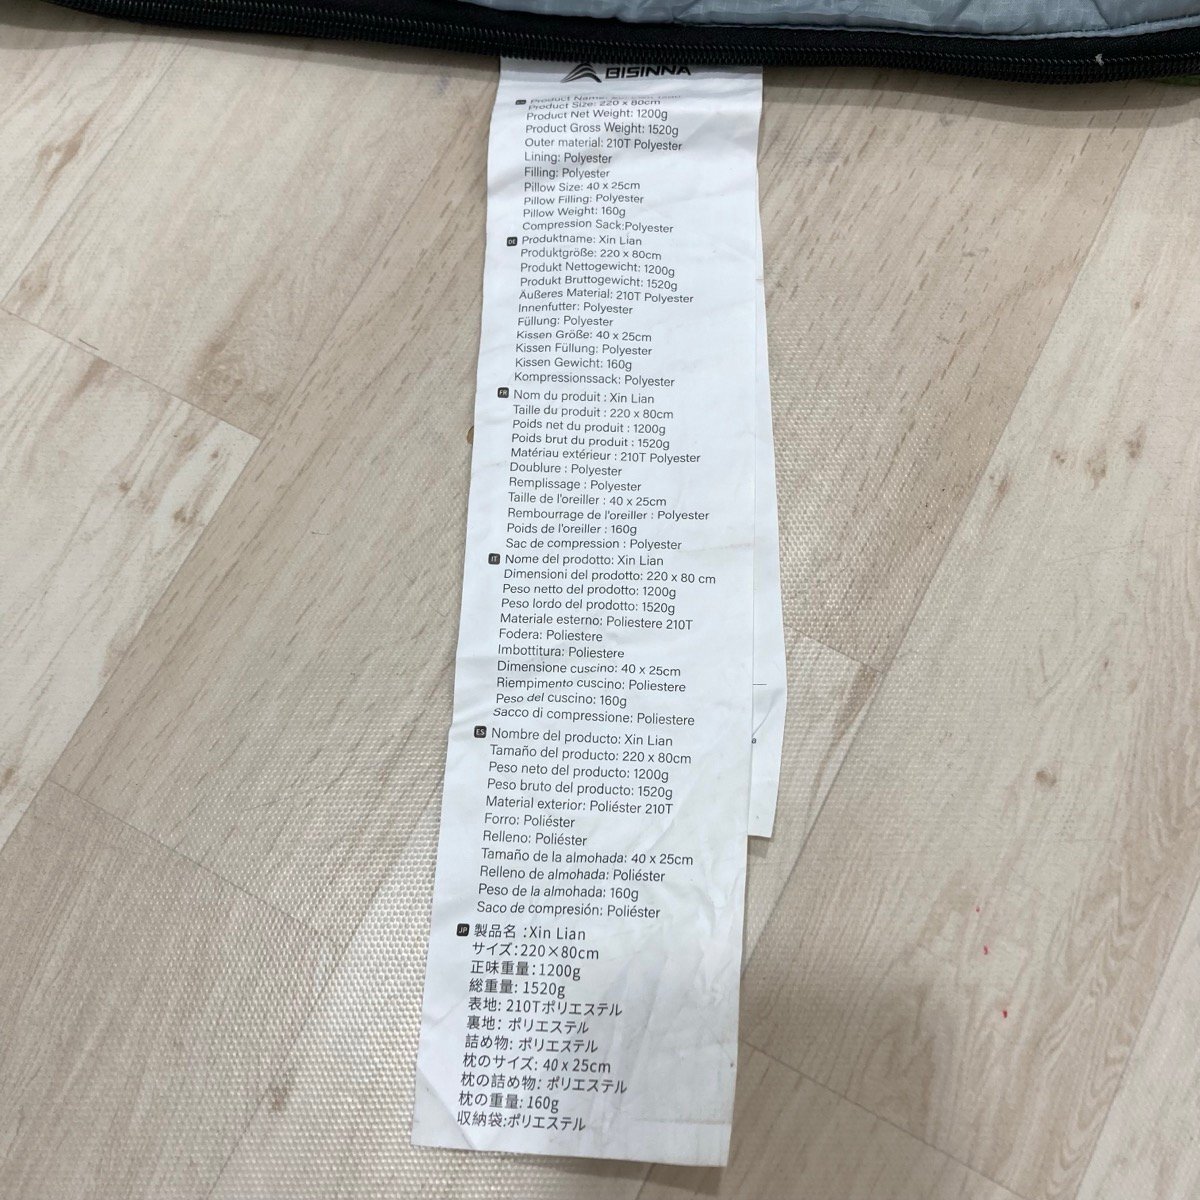 BISINNA
Product Name:
Product Size: 220 x 80cm
Product Net Weight: 1200g
Product Gross Weight: 1520g
Outer material: 210T Polyester
Lining: Polyester
Filling: Polyester
Pillow Size: 40 x 25cm
Pillow Filling: Polyester
Pillow Weight: 160g
Compression Sack:Polyester
DE Produktname: Xin Lian
Produktgröße: 220 x 80cm
Produkt Nettogewicht: 1200g
Produkt Bruttogewicht: 1520g
Äußeres Material: 210T Polyester
Innenfutter: Polyester
Füllung: Polyester
Kissen Größe: 40 x 25cm
Kissen Füllung: Polyester
Kissen Gewicht: 160g
Kompressionssack: Polyester
FR Nom du produit : Xin Lian
Taille du produit : 220 x 80cm
Poids net du produit : 1200g
Poids brut du produit : 1520g
Matériau extérieur : 210T Polyester
Doublure : Polyester
Remplissage : Polyester
Taille de l'oreiller : 40 x 25cm
Rembourrage de l'oreiller : Polyester
Poids de l'oreiller : 160g
Sac de compression : Polyester
IT Nome del prodotto: Xin Lian
Dimensioni del prodotto: 220 x 80 cm
Peso netto del prodotto: 1200g
Peso lordo del prodotto: 1520g
Materiale esterno: Poliestere 210T
Fodera: Poliestere
Imbottitura: Poliestere
Dimensione cuscino: 40 x 25cm
Riempimento cuscino: Poliestere
Peso del cuscino: 160g
Sacco di compressione: Poliestere
ES Nombre del producto: Xin Lian
Tamaño del producto: 220 x 80cm
Peso neto del producto: 1200g
Peso bruto del producto: 1520g
Material exterior: Poliéster 210T
Forro: Poliéster
Relleno: Poliéster
Tamaño de la almohada: 40 x 25cm
Relleno de almohada: Poliéster
Peso de la almohada: 160g
Saco de compresión: Poliéster
JP 製品名 :Xin Lian
サイズ:220×80cm
正味重量:1200g
総重量: 1520g
表地: 210Tポリエステル
裏地: ポリエステル
詰め物: ポリエステル
枕のサイズ: 40 x 25cm
枕の詰め物: ポリエステル
枕の重量: 160g
収納袋:ポリエステル